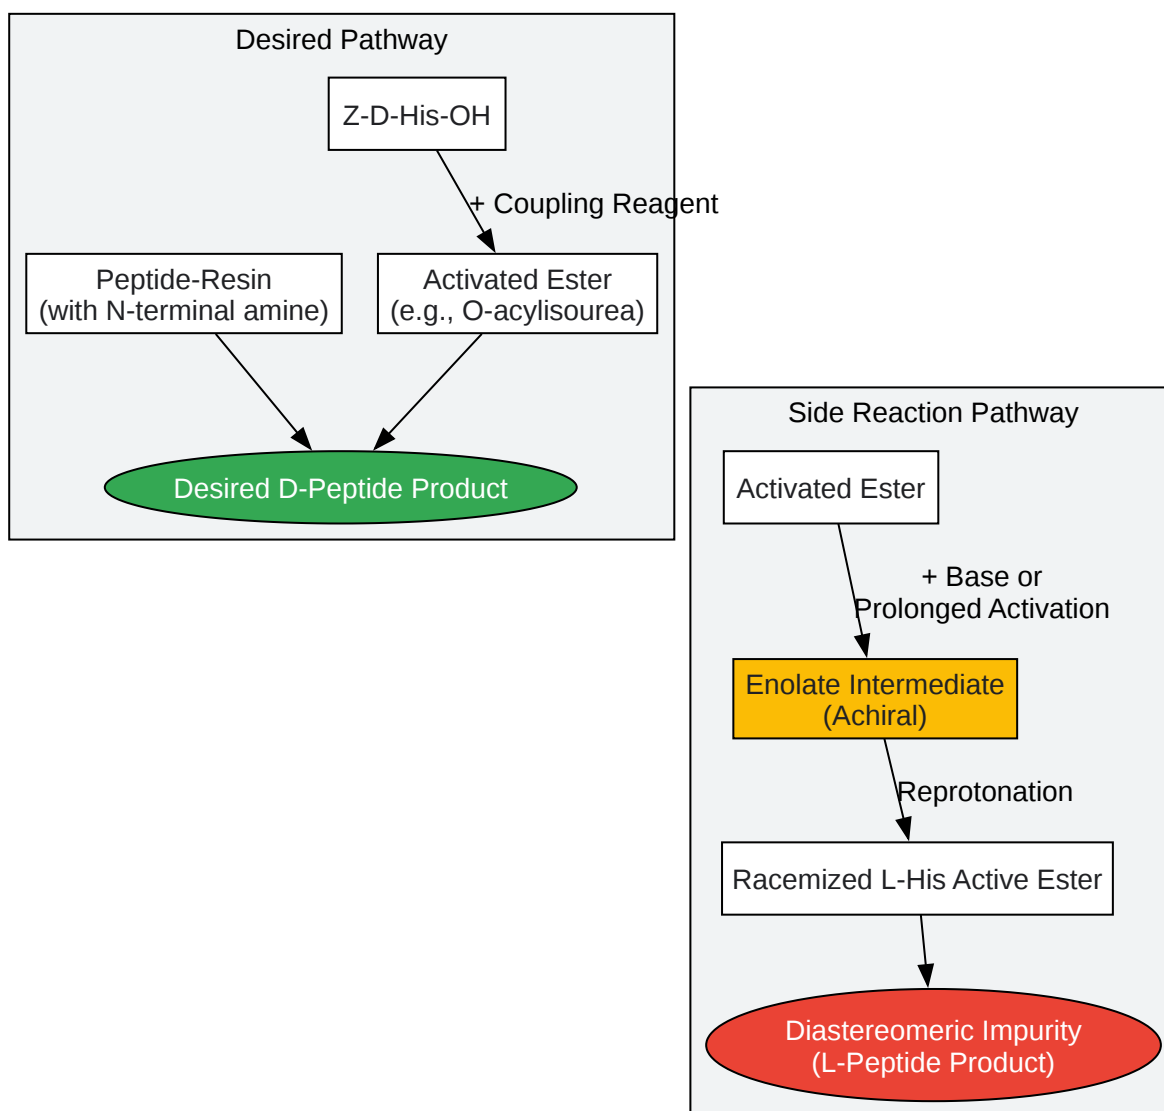 Desired Pathway
Z-D-His-OH
+ Coupling Reagent
Peptide-Resin
(with N-terminal amine)
Activated Ester
(e.g., O-acylisourea)
Desired D-Peptide Product
Side Reaction Pathway
Activated Ester
+ Base or
Prolonged Activation
Enolate Intermediate
(Achiral)
Reprotonation
Racemized L-His Active Ester
Diastereomeric Impurity
(L-Peptide Product)